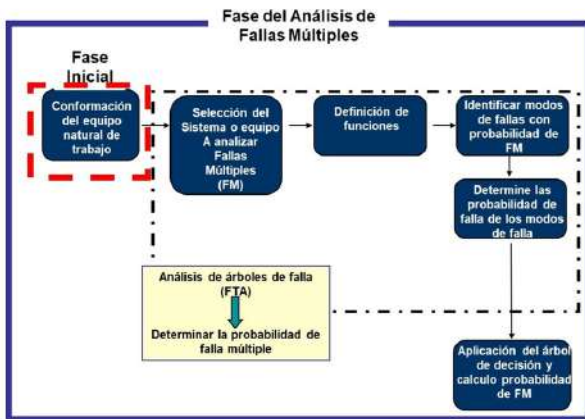 Fase del Análisis de
Fallas Múltiples
Fase
Inicial
Conformación
del equipo
natural de
trabajo
Selección del
Sistema o equipo
A analizar
Fallas
Múltiples
(FM)
Definición de
funciones
Identificar modos
de fallas con
probabilidad de
FM
Determine las
probabilidad de
falla de los modos
de falla
Análisis de árboles de falla
(FTA)
Determinar la probabilidad de
falla múltiple
Aplicación del árbol
de decisión y
calculo probabilidad
de FM